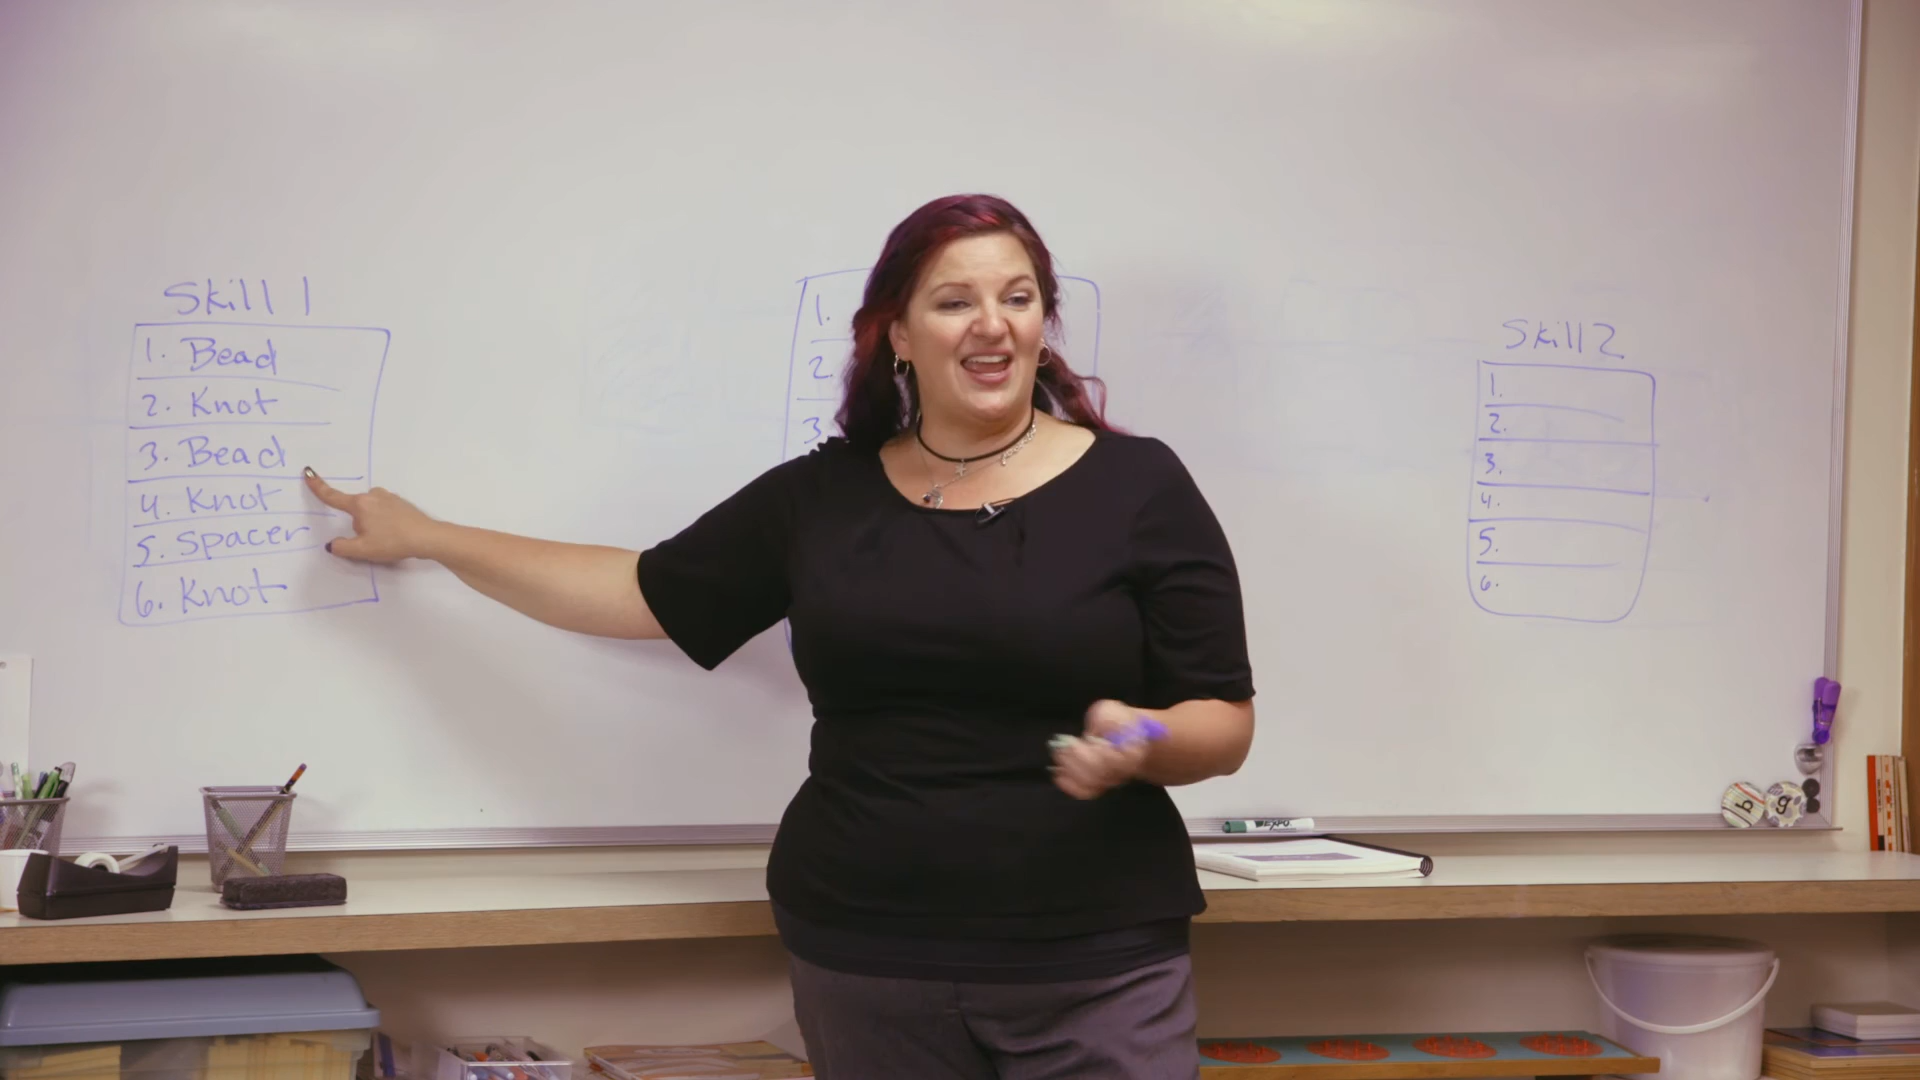 Skill 1
1. Bead
2. Knot
3. Bead
4. Knot
5. Spacer
6. Knot
1.
2.
3.
Skill 2
1.
2.
3.
4.
5.
6.
EXPO
b
g